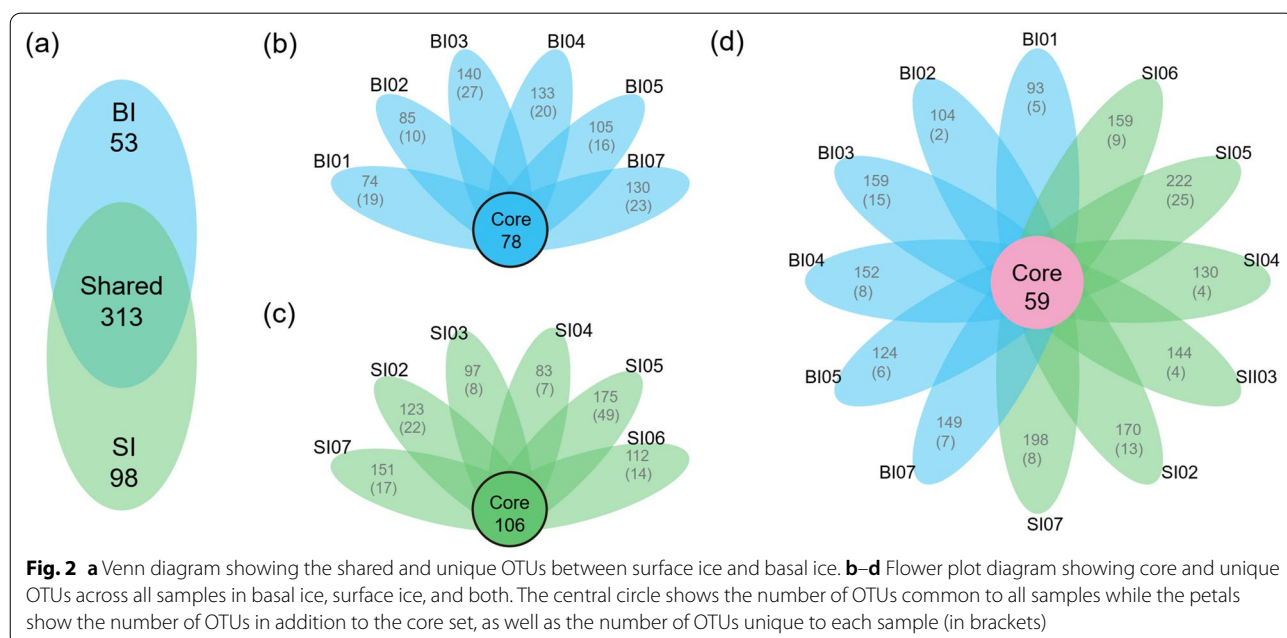 (a)
BI
53
Shared
313
SI
98
(b)
BI01
74
(19)
BI02
85
(10)
BI03
140
(27)
BI04
133
(20)
BI05
105
(16)
BI07
130
(23)
Core
78
(c)
SI07
151
(17)
SI02
123
(22)
SI03
97
(8)
SI04
83
(7)
SI05
175
(49)
SI06
112
(14)
Core
106
(d)
BI01
93
(5)
SI06
159
(9)
SI05
222
(25)
SI04
130
(4)
SII03
144
(4)
SI02
170
(13)
SI07
198
(8)
BI07
149
(7)
BI05
124
(6)
BI04
152
(8)
BI03
159
(15)
BI02
104
(2)
Core
59
Fig. 2 a Venn diagram showing the shared and unique OTUs between surface ice and basal ice. b–d Flower plot diagram showing core and unique
OTUs across all samples in basal ice, surface ice, and both. The central circle shows the number of OTUs common to all samples while the petals
show the number of OTUs in addition to the core set, as well as the number of OTUs unique to each sample (in brackets)